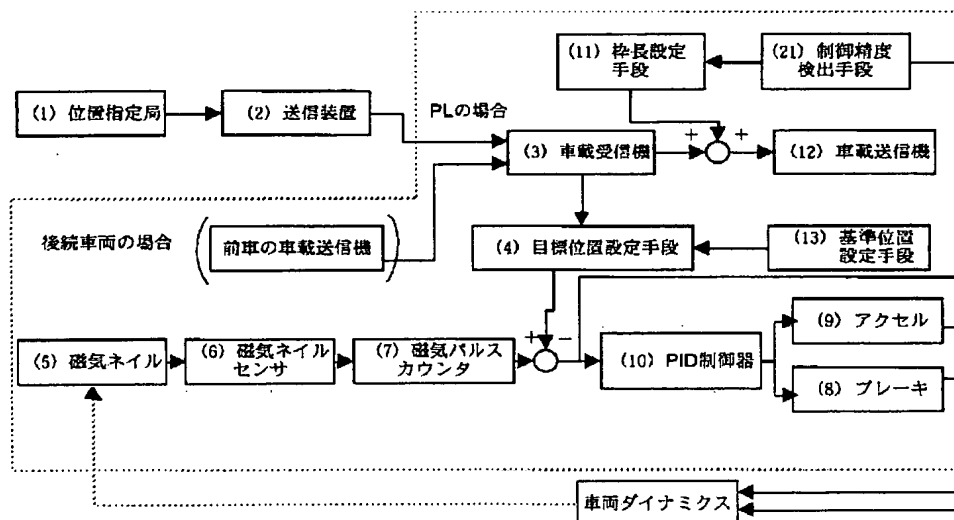 (11) 枠長設定
手段
(21) 制御精度
検出手段
(1) 位置指定局
(2) 送信装置
PLの場合
(3) 車載受信機
+
+
(12) 車載送信機
後続車両の場合
(前車の車載送信機)
(4) 目標位置設定手段
(13) 基準位置
設定手段
(5) 磁気ネイル
(6) 磁気ネイル
センサ
(7) 磁気パルス
カウンタ
+
−
(10) PID制御器
(9) アクセル
(8) ブレーキ
車両ダイナミクス